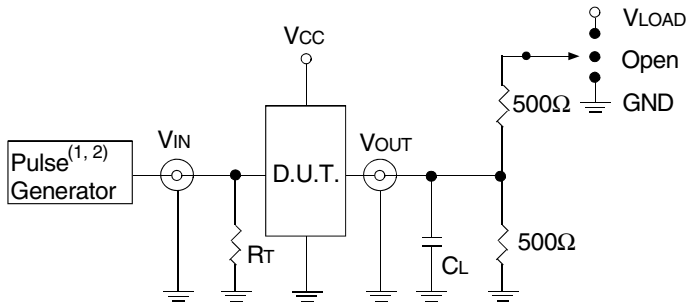 VLOAD
VCC
Open
500Ω
GND
VIN
VOUT
Pulse(1, 2)
Generator
D.U.T.
RT
CL
500Ω